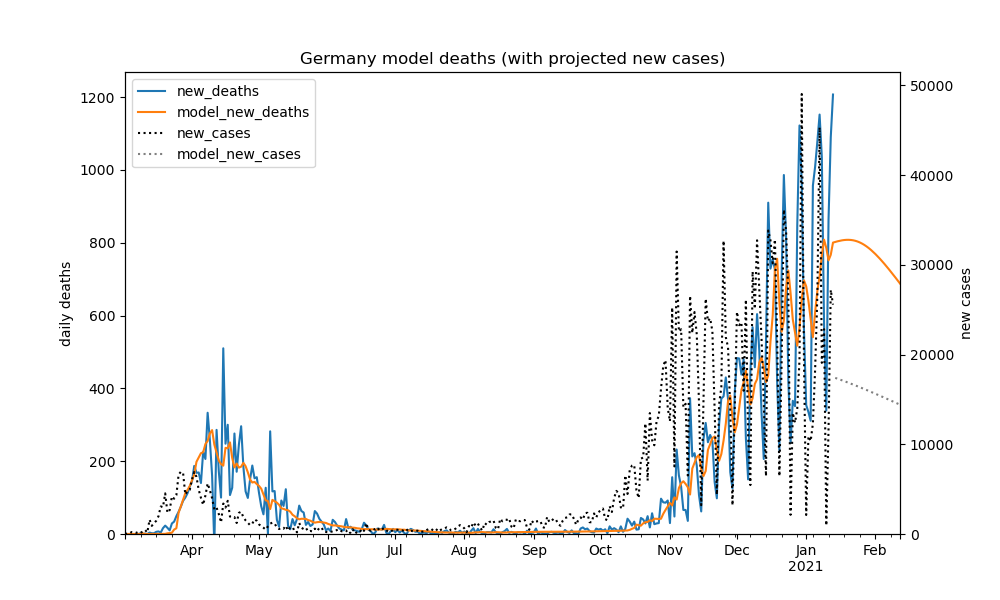 Germany model deaths (with projected new cases)
new_deaths
model_new_deaths
new_cases
model_new_cases
daily deaths
1200
1000
800
600
400
200
0
new cases
50000
40000
30000
20000
10000
0
Apr May Jun Jul Aug Sep Oct Nov Dec Jan Feb
2021